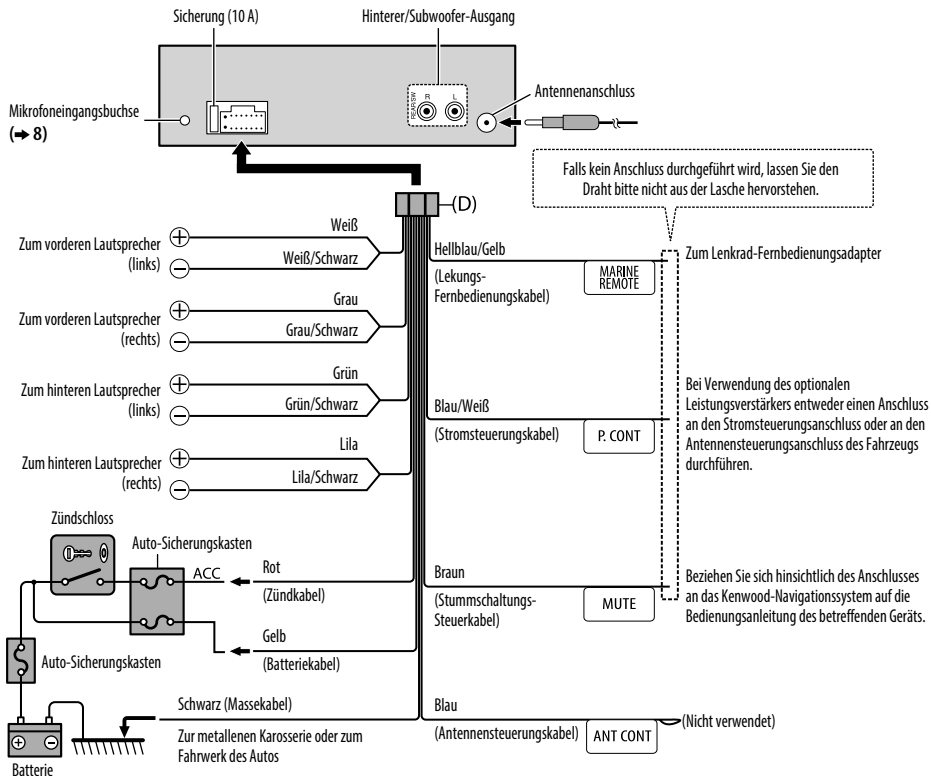 Sicherung (10 A)
Hinterer/Subwoofer-Ausgang
Mikrofoneingangsbuchse
(➜ 8)
REAR/SW
R
L
Antennenanschluss
Falls kein Anschluss durchgeführt wird, lassen Sie den
Draht bitte nicht aus der Lasche hervorstehen.
(D)
Zum vorderen Lautsprecher
(links)
+
−
Weiß
Weiß/Schwarz
Zum vorderen Lautsprecher
(rechts)
+
−
Grau
Grau/Schwarz
Zum hinteren Lautsprecher
(links)
+
−
Grün
Grün/Schwarz
Zum hinteren Lautsprecher
(rechts)
+
−
Lila
Lila/Schwarz
Hellblau/Gelb
(Lekungs-
Fernbedienungskabel)
MARINE
REMOTE
Zum Lenkrad-Fernbedienungsadapter
Blau/Weiß
(Stromsteuerungskabel)
P. CONT
Bei Verwendung des optionalen
Leistungsverstärkers entweder einen Anschluss
an den Stromsteuerungsanschluss oder an den
Antennensteuerungsanschluss des Fahrzeugs
durchführen.
Zündschloss
Auto-Sicherungskasten
ACC
Rot
(Zündkabel)
Gelb
(Batteriekabel)
Braun
(Stummschaltungs-
Steuerkabel)
MUTE
Beziehen Sie sich hinsichtlich des Anschlusses
an das Kenwood-Navigationssystem auf die
Bedienungsanleitung des betreffenden Geräts.
Auto-Sicherungskasten
Schwarz (Massekabel)
Zur metallenen Karosserie oder zum
Fahrwerk des Autos
+
−
Batterie
Blau
(Antennensteuerungskabel)
ANT CONT
(Nicht verwendet)